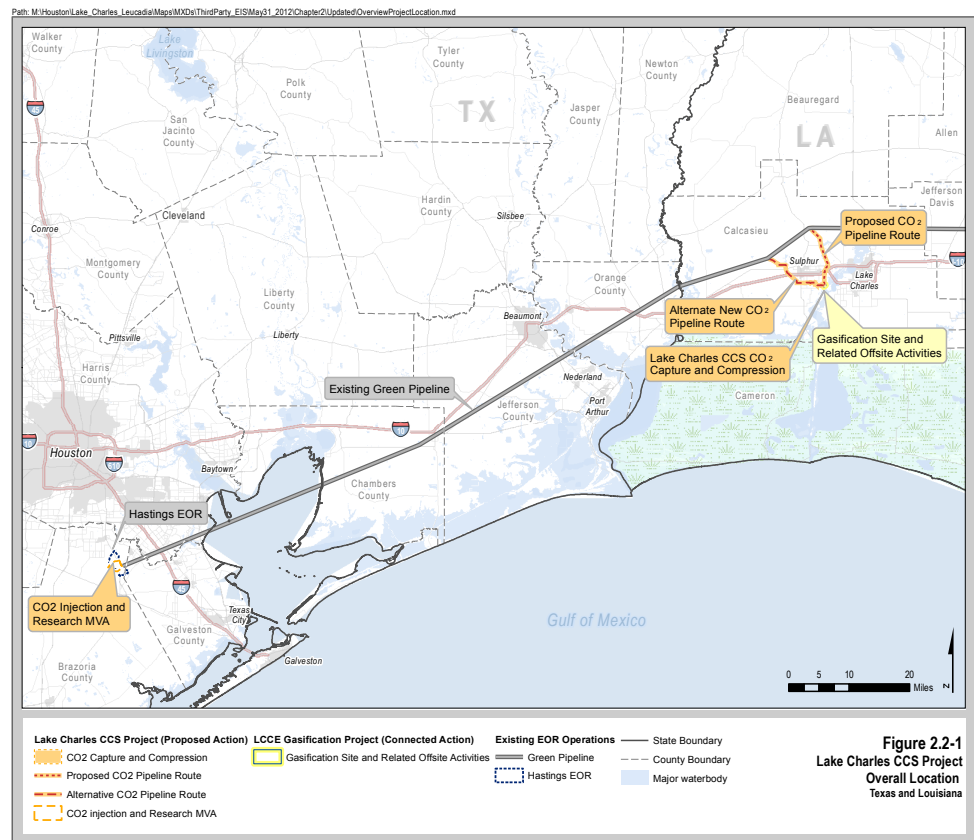 Path: M:\Houston\Lake_Charles_Leucadia\Maps\MXDs\ThirdParty_EIS\May31_2012\Chapter2\Updated\OverviewProjectLocation.mxd
Walker
County
Lake
Livingston
Polk
County
Tyler
County
Newton
County
TX
Jasper
County
Beauregard
LA
Allen
45
San
Jacinto
County
Jefferson
Davis
Hardin
County
Silsbee
Cleveland
Conroe
Calcasieu
Proposed CO2
Pipeline Route
Sulphur
Lake
Charles
10
Montgomery
County
Liberty
County
Orange
County
Alternate New CO2
Pipeline Route
Beaumont
Liberty
Pittsville
Gasification Site and
Related Offsite Activities
Lake Charles CCS CO2
Capture and Compression
Harris
County
Nederland
Existing Green Pipeline
Port
Arthur
Cameron
Jefferson
County
10
10
Houston
10
Baytown
Chambers
County
Hastings EOR
45
CO2 Injection and
Research MVA
Texas
City
Galveston
County
Gulf of Mexico
Galveston
Brazoria
County
0 5 10 20
Miles
N
Lake Charles CCS Project (Proposed Action)
CO2 Capture and Compression
Proposed CO2 Pipeline Route
Alternative CO2 Pipeline Route
CO2 injection and Research MVA
LCCE Gasification Project (Connected Action)
Gasification Site and Related Offsite Activities
Existing EOR Operations
Green Pipeline
Hastings EOR
State Boundary
County Boundary
Major waterbody
Figure 2.2-1
Lake Charles CCS Project
Overall Location
Texas and Louisiana